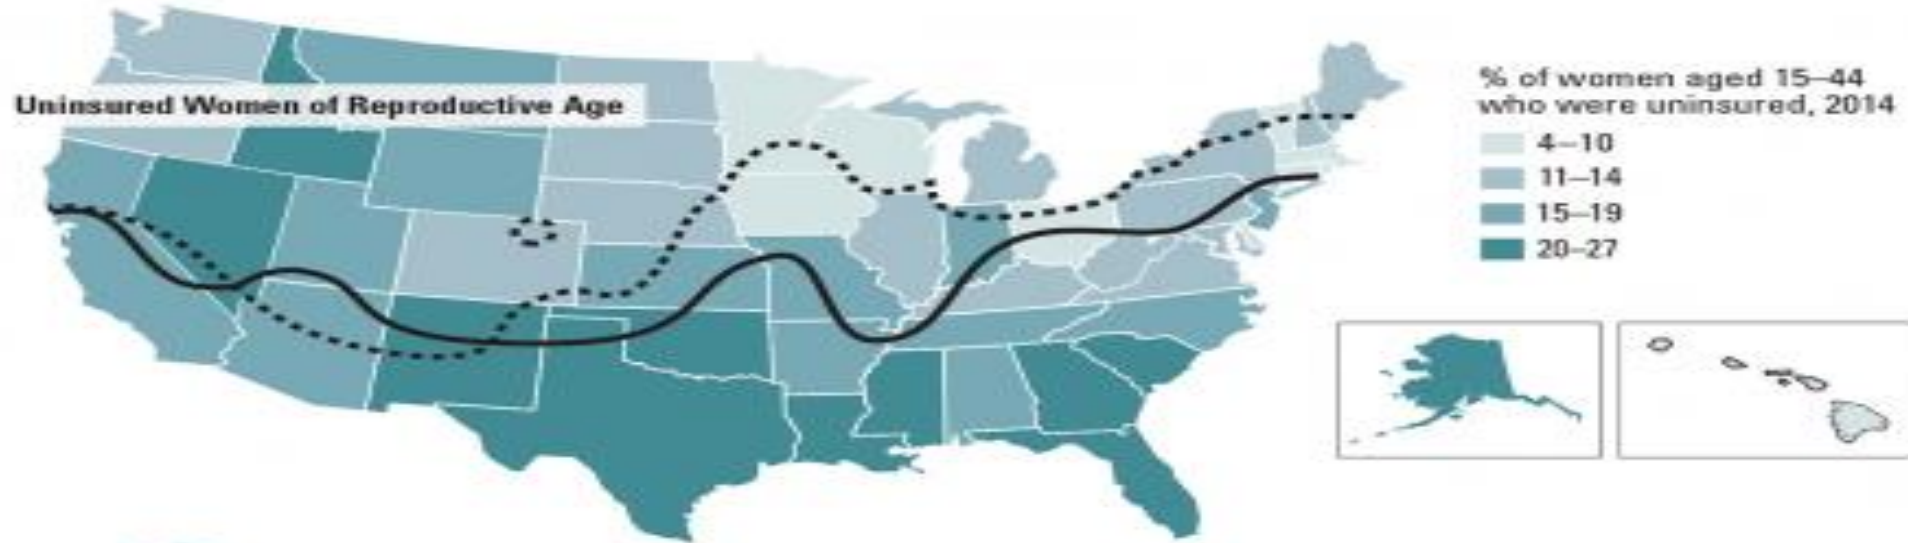 Uninsured Women of Reproductive Age
% of women aged 15–44
who were uninsured, 2014
4–10
11–14
15–19
20–27